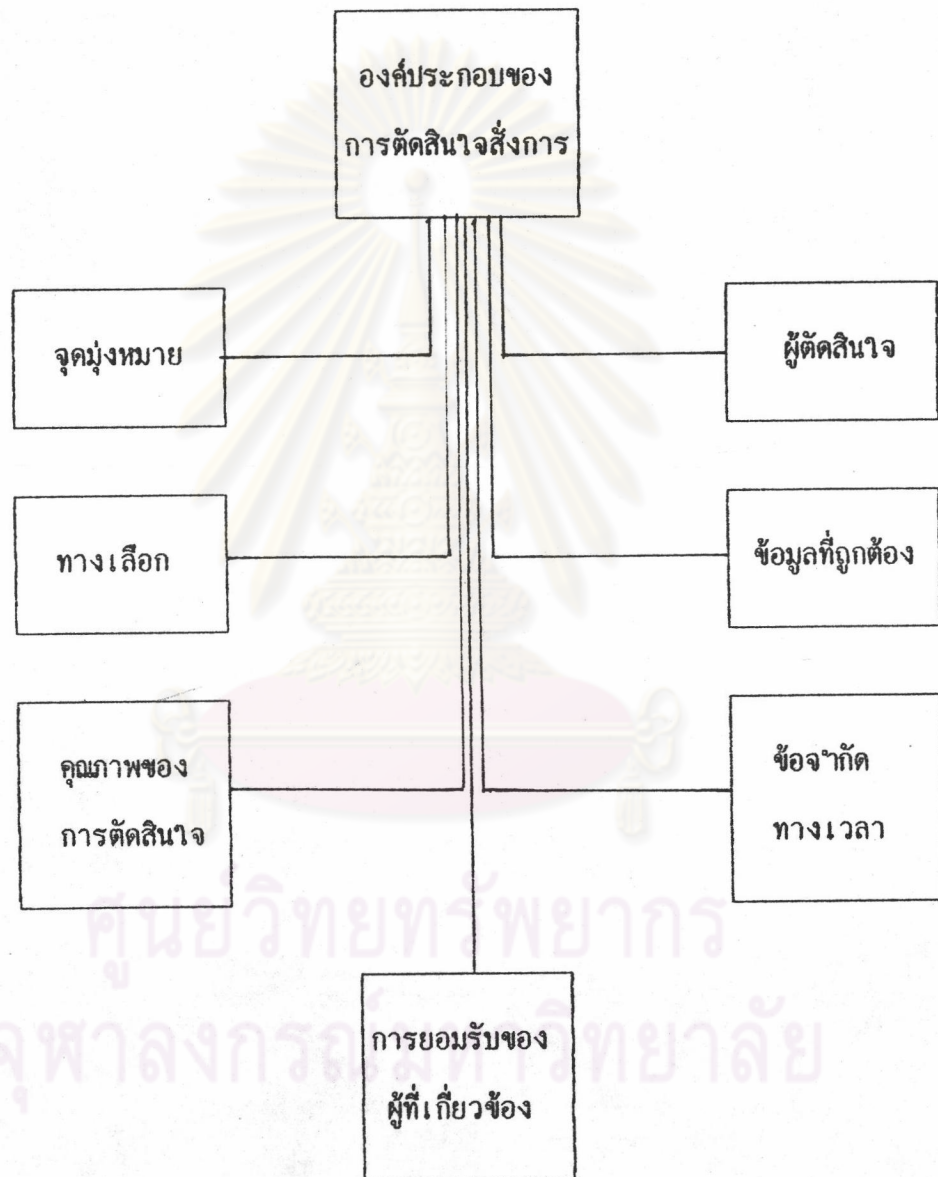 องค์ประกอบของ
การตัดสินใจสั่งการ
จุดมุ่งหมาย
ผู้ตัดสินใจ
ทางเลือก
ข้อมูลที่ถูกต้อง
คุณภาพของ
การตัดสินใจ
ข้อจำกัด
ทางเวลา
ศูนย์วิทยทรัพยากร
จุฬาลงกรณ์มหาวิทยาลัย
การยอมรับของ
ผู้ที่เกี่ยวข้อง